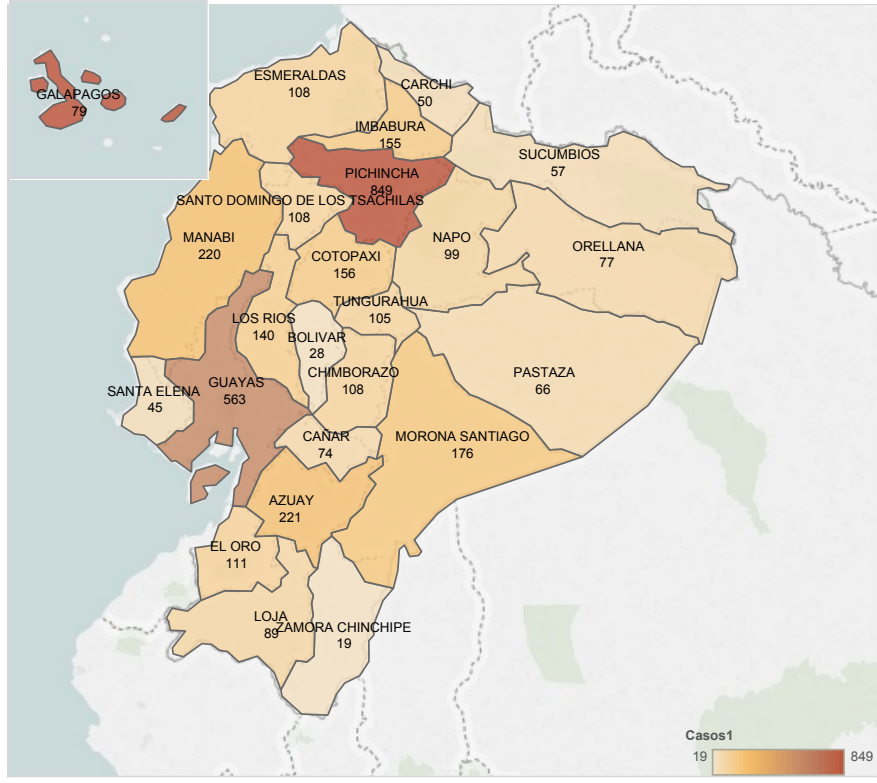 GALAPAGOS
79
ESMERALDAS
108
CARCHI
50
IMBABURA
155
SUCUMBIOS
57
PICHINCHA
849
SANTO DOMINGO DE LOS TSACHILAS
108
MANABI
220
NAPO
99
ORELLANA
77
COTOPAXI
156
TUNGURAHUA
105
LOS RIOS
140
BOLIVAR
28
CHIMBORAZO
108
PASTAZA
66
SANTA ELENA
45
GUAYAS
563
CAÑAR
74
MORONA SANTIAGO
176
AZUAY
221
EL ORO
111
LOJA
89
ZAMORA CHINCHIPE
19
Casos1
19 849